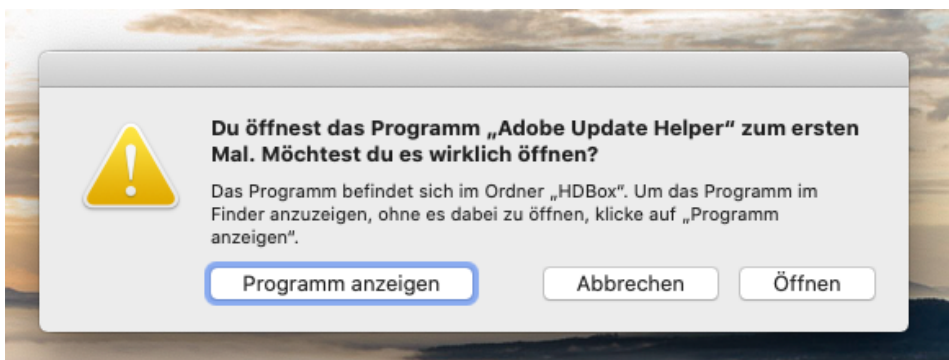 Du öffnest das Programm „Adobe Update Helper“ zum ersten
Mal. Möchtest du es wirklich öffnen?
Das Programm befindet sich im Ordner „HDBox“. Um das Programm im
Finder anzuzeigen, ohne es dabei zu öffnen, klicke auf „Programm
anzeigen“.
Programm anzeigen
Abbrechen
Öffnen